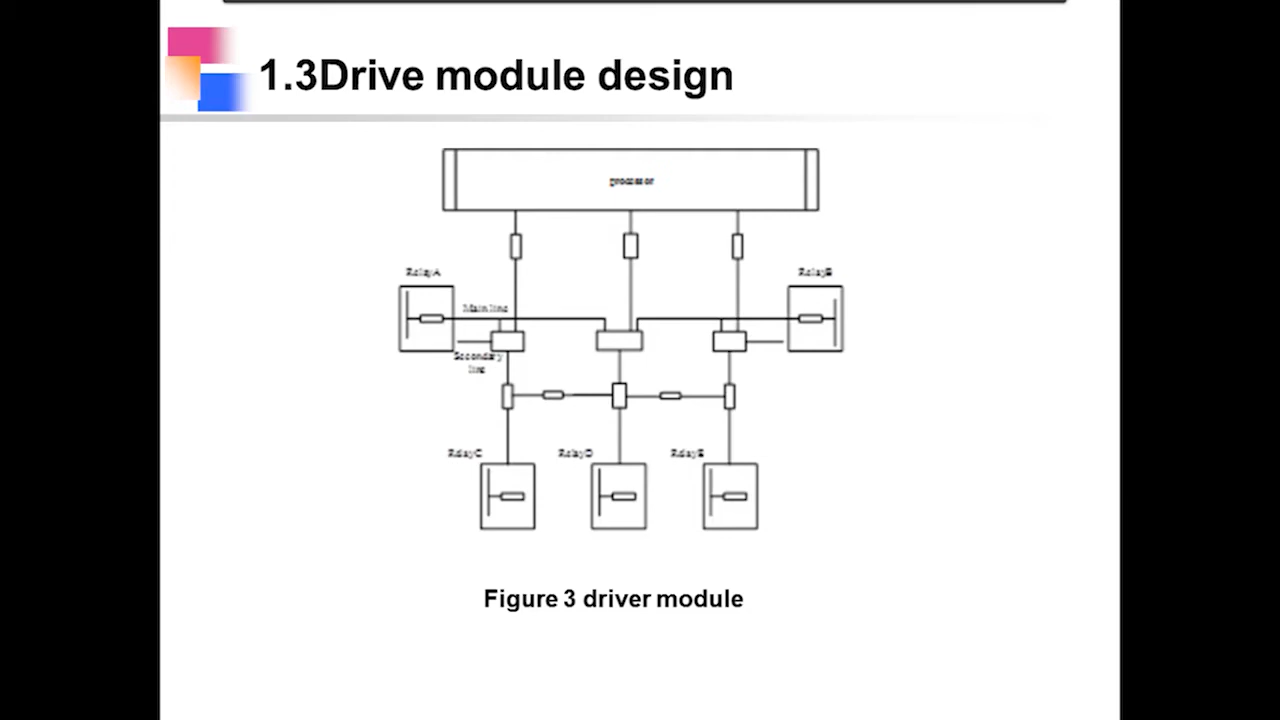 1.3Drive module design
processor
RelayA
RelayB
Main line
Secondary
line
RelayC
RelayD
RelayE
Figure 3 driver module